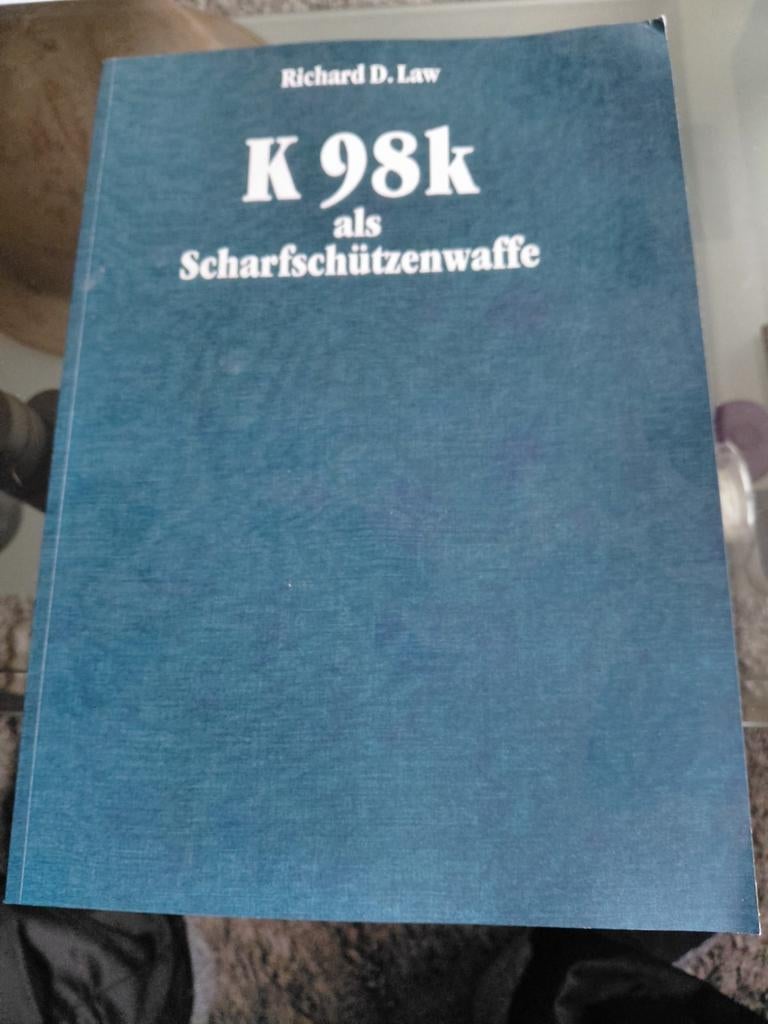 Richard D. Law
K 98k
als
Scharfschützenwaffe